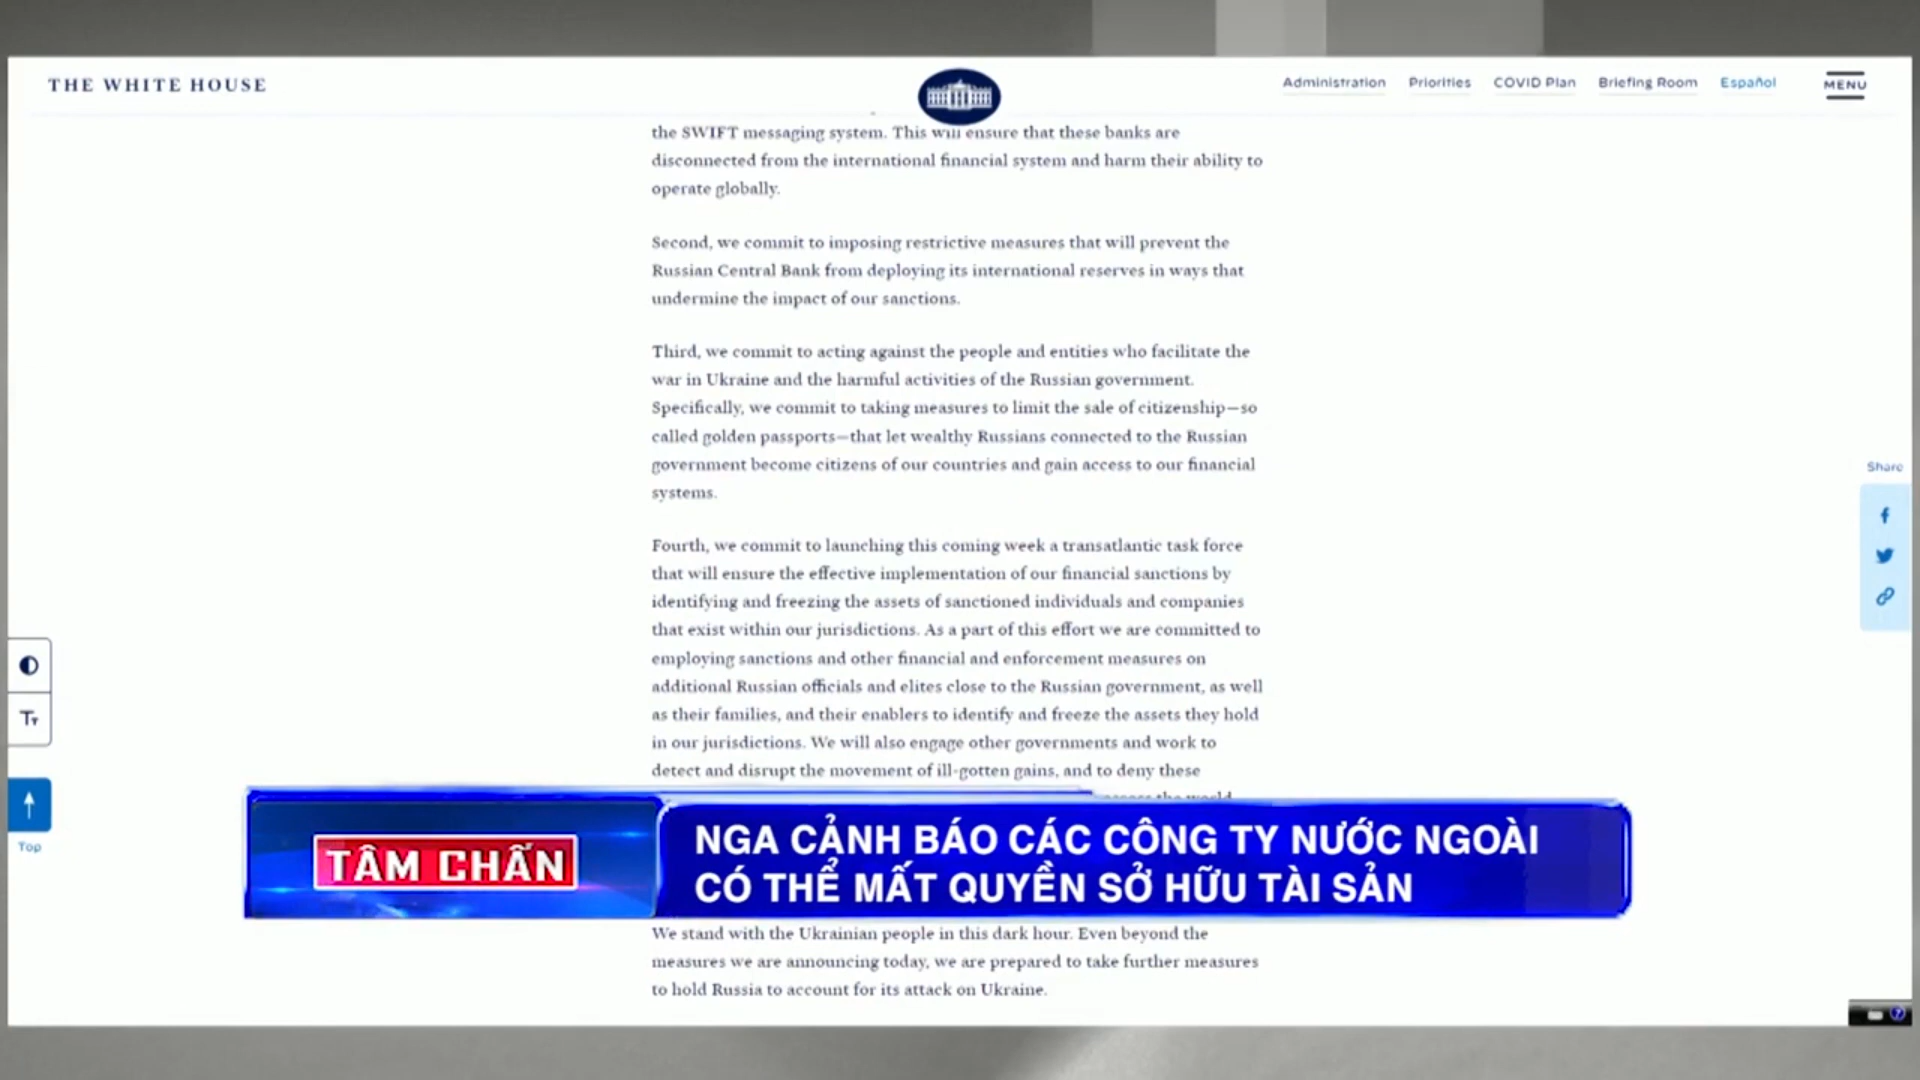 THE WHITE HOUSE
Administration Priorities COVID Plan Briefing Room Español MENU
the SWIFT messaging system. This will ensure that these banks are
disconnected from the international financial system and harm their ability to
operate globally.
Second, we commit to imposing restrictive measures that will prevent the
Russian Central Bank from deploying its international reserves in ways that
undermine the impact of our sanctions.
Third, we commit to acting against the people and entities who facilitate the
war in Ukraine and the harmful activities of the Russian government.
Specifically, we commit to taking measures to limit the sale of citizenship—so
called golden passports—that let wealthy Russians connected to the Russian
government become citizens of our countries and gain access to our financial
systems.
Fourth, we commit to launching this coming week a transatlantic task force
that will ensure the effective implementation of our financial sanctions by
identifying and freezing the assets of sanctioned individuals and companies
that exist within our jurisdictions. As a part of this effort we are committed to
employing sanctions and other financial and enforcement measures on
additional Russian officials and elites close to the Russian government, as well
as their families, and their enablers to identify and freeze the assets they hold
in our jurisdictions. We will also engage other governments and work to
detect and disrupt the movement of ill-gotten gains, and to deny these
Share
Top
TÂM CHẤN
NGA CẢNH BÁO CÁC CÔNG TY NƯỚC NGOÀI
CÓ THỂ MẤT QUYỀN SỞ HỮU TÀI SẢN
We stand with the Ukrainian people in this dark hour. Even beyond the
measures we are announcing today, we are prepared to take further measures
to hold Russia to account for its attack on Ukraine.